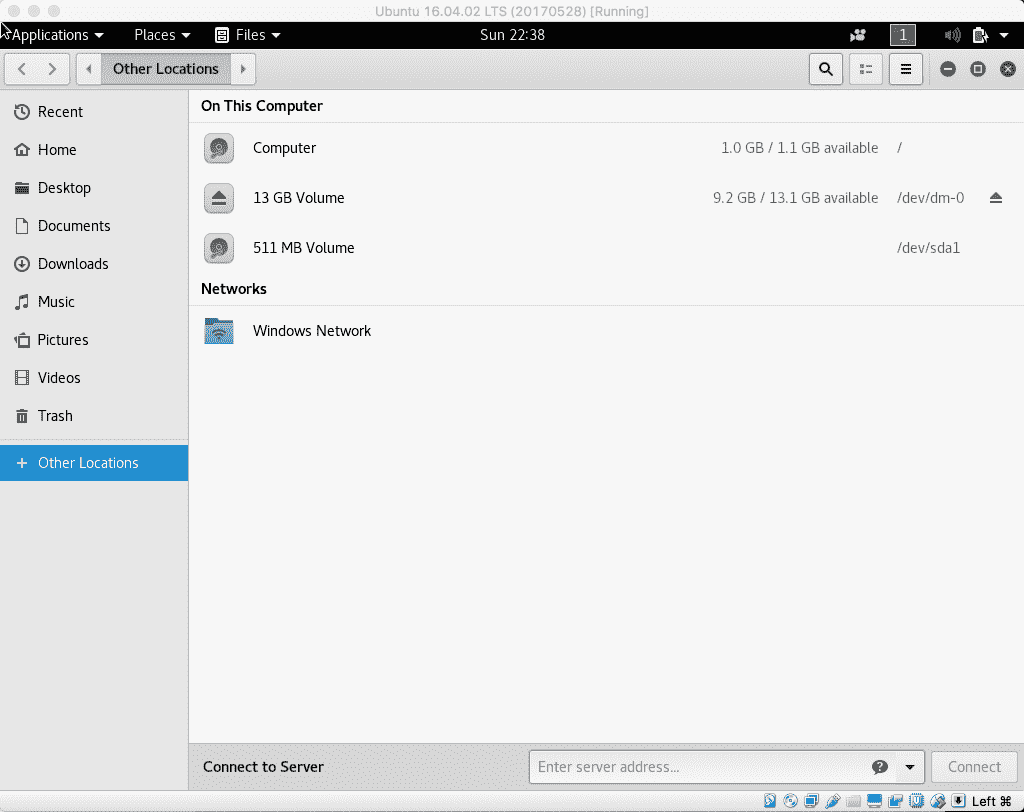 Ubuntu 16.04.02 LTS (20170528) [Running]
Applications Places Files Sun 22:38 1
Other Locations
Recent
Home
Desktop
Documents
Downloads
Music
Pictures
Videos
Trash
Other Locations
On This Computer
Computer 1.0 GB / 1.1 GB available /
13 GB Volume 9.2 GB / 13.1 GB available /dev/dm-0
511 MB Volume /dev/sda1
Networks
Windows Network
Connect to Server Enter server address... Connect
Left ⌘